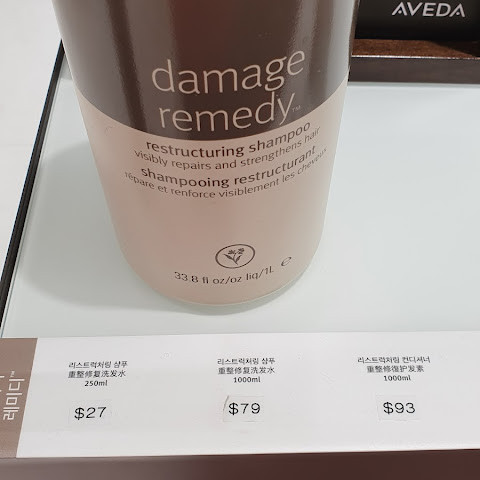 AVEDA
damage
remedy™
restructuring shampoo
visibly repairs and strengthens hair
shampooing restructurant
répare et renforce visiblement les cheveux
33.8 fl oz/oz liq/1L ℮
레미디™
리스트럭처링 샴푸
重整修复洗发水
250ml
$27
리스트럭처링 샴푸
重整修复洗发水
1000ml
$79
리스트럭처링 컨디셔너
重整修復护发素
1000ml
$93